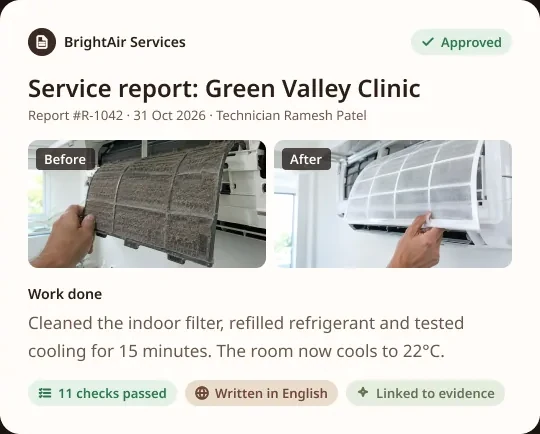 BrightAir Services
Approved
Service report: Green Valley Clinic
Report #R-1042 · 31 Oct 2026 · Technician Ramesh Patel
Before
After
Work done
Cleaned the indoor filter, refilled refrigerant and tested
cooling for 15 minutes. The room now cools to 22°C.
11 checks passed
Written in English
Linked to evidence